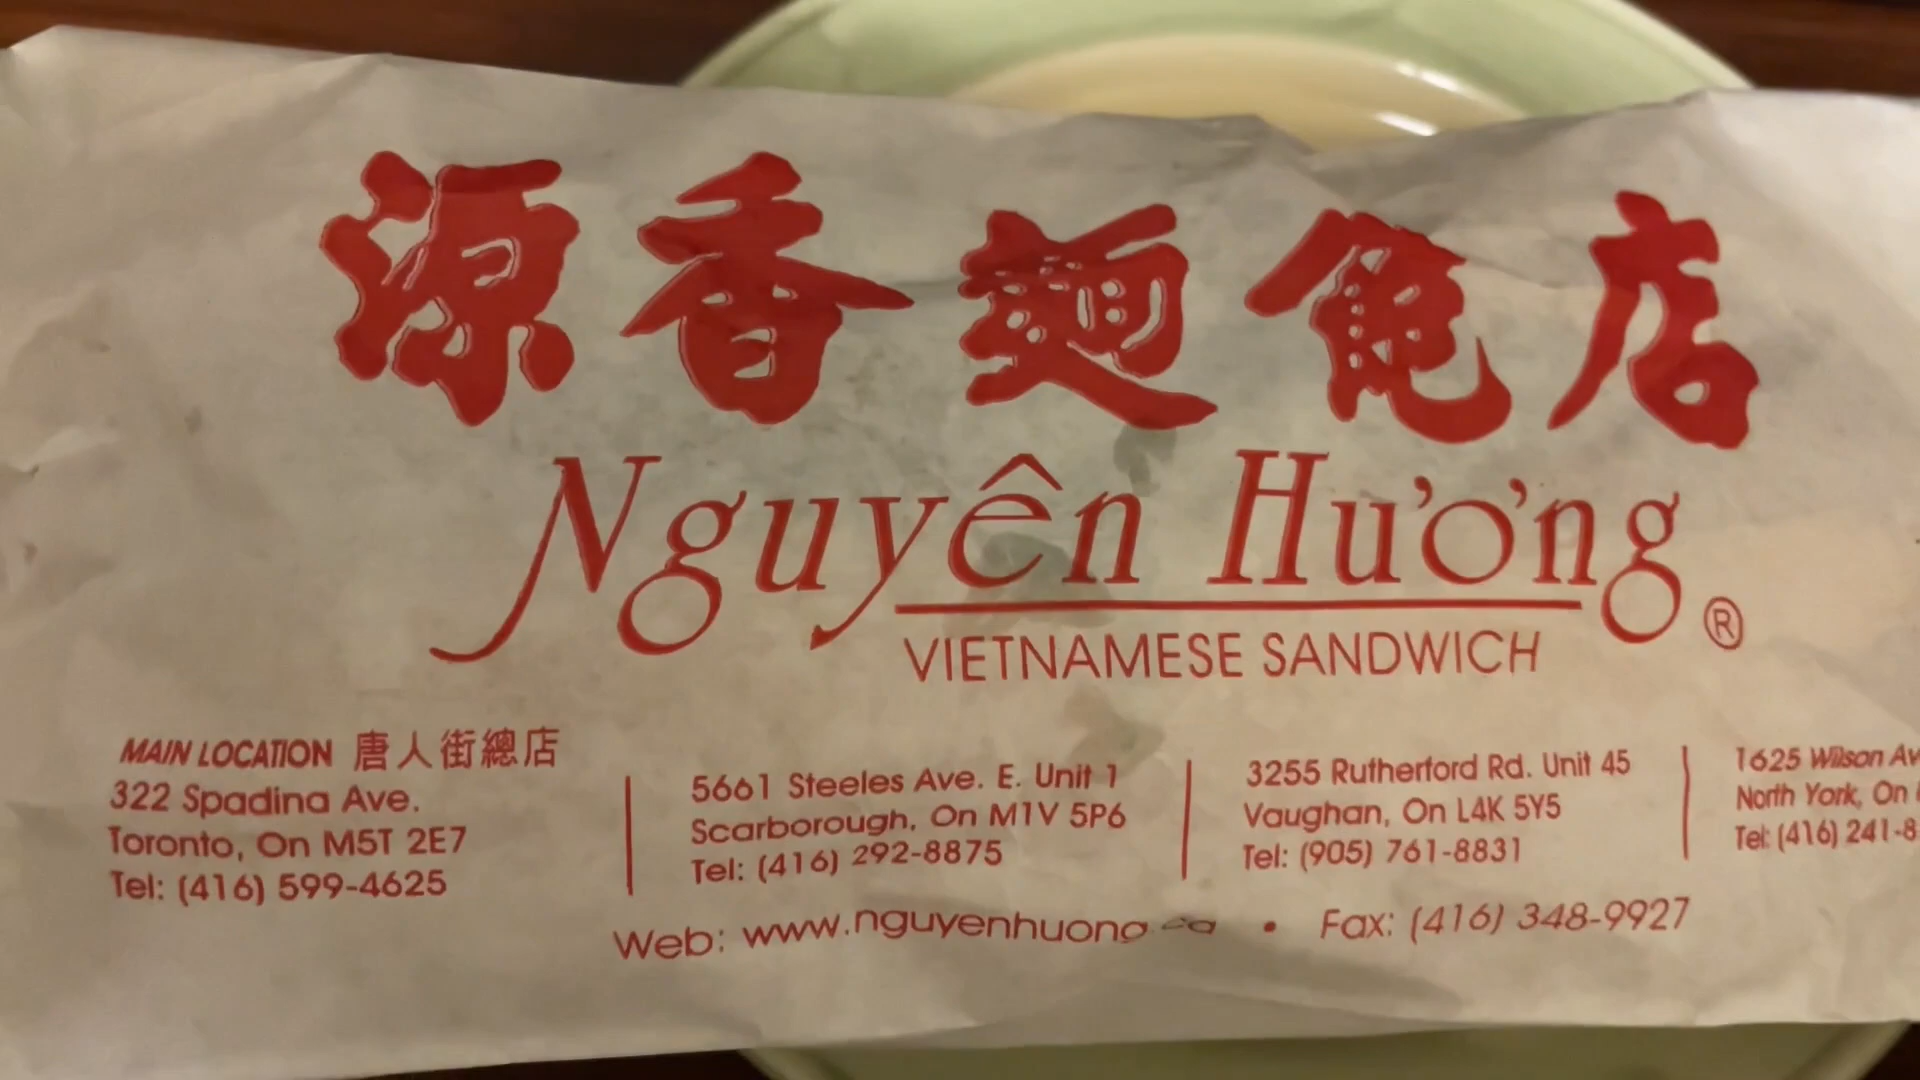 源香麵飽店
Nguyên Hương
VIETNAMESE SANDWICH ®
MAIN LOCATION 唐人街總店
322 Spadina Ave.
Toronto, On M5T 2E7
Tel: (416) 599-4625
5661 Steeles Ave. E. Unit 1
Scarborough, On M1V 5P6
Tel: (416) 292-8875
3255 Rutherford Rd. Unit 45
Vaughan, On L4K 5Y5
Tel: (905) 761-8831
1625 Wilson Av
North York, On
Tel: (416) 241-8
Web: www.nguyenhuong.ca • Fax: (416) 348-9927